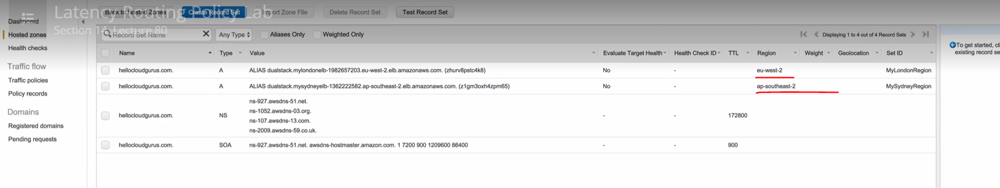 Latency Routing Policy Lab
Section 14, Lecture 80
Back to Hosted Zones Create Record Set Import Zone File Delete Record Set Test Record Set
Dashboard
Hosted zones
Health checks
Traffic flow
Traffic policies
Policy records
Domains
Registered domains
Pending requests
Record Set Name X Any Type Aliases Only Weighted Only Displaying 1 to 4 out of 4 Record Sets
Name Type Value Evaluate Target Health Health Check ID TTL Region Weight Geolocation Set ID
hellocloudgurus.com. A ALIAS dualstack.mylondonelb-1982657203.eu-west-2.elb.amazonaws.com. (zhurv8pstc4k8) No - eu-west-2 MyLondonRegion
hellocloudgurus.com. A ALIAS dualstack.mysydneyelb-1362222582.ap-southeast-2.elb.amazonaws.com. (z1gm3oxh4zpm65) No - ap-southeast-2 MySydneyRegion
ns-927.awsdns-51.net.
ns-1052.awsdns-03.org.
hellocloudgurus.com. NS - - 172800
ns-107.awsdns-13.com.
ns-2009.awsdns-59.co.uk.
hellocloudgurus.com. SOA ns-927.awsdns-51.net. awsdns-hostmaster.amazon.com. 1 7200 900 1209600 86400 - - 900
To get started, cli
existing record se